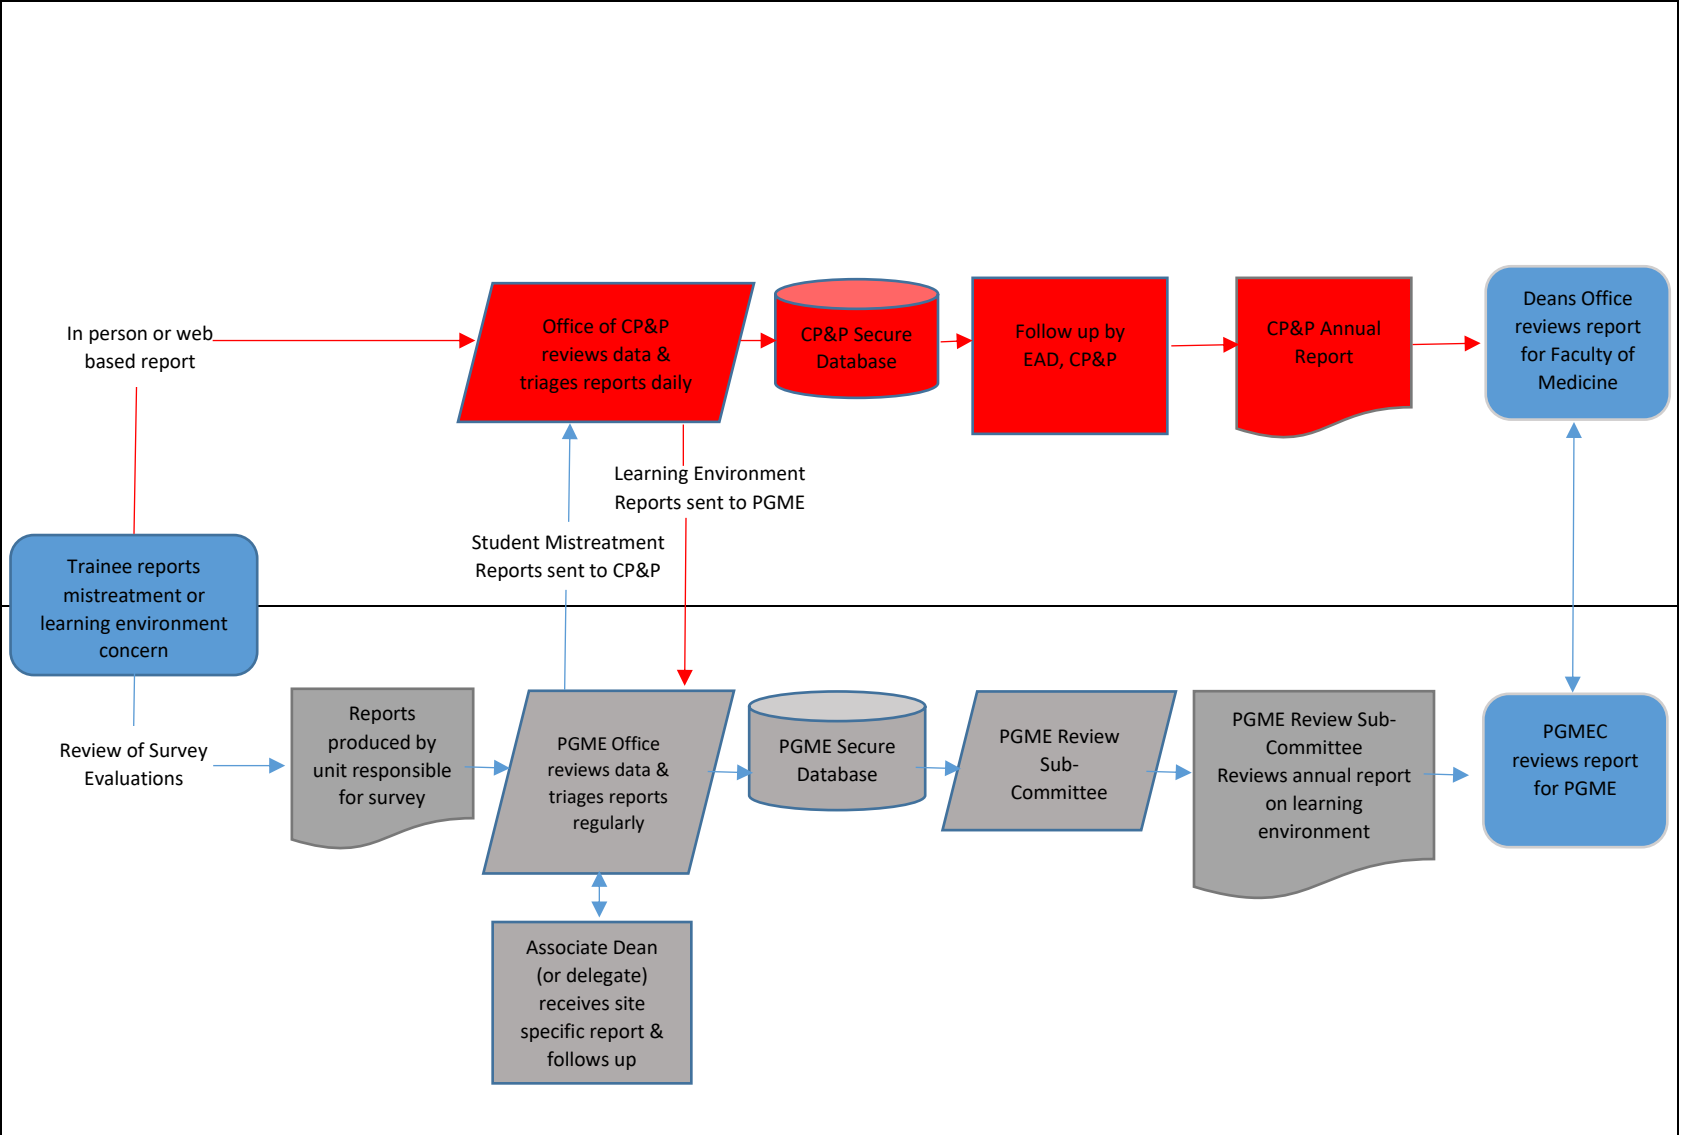 In person or web
based report
Office of CP&P
reviews data &
triages reports daily
CP&P Secure
Database
Follow up by
EAD, CP&P
CP&P Annual
Report
Deans Office
reviews report
for Faculty of
Medicine
Learning Environment
Reports sent to PGME
Student Mistreatment
Reports sent to CP&P
Trainee reports
mistreatment or
learning environment
concern
Review of Survey
Evaluations
Reports
produced by
unit responsible
for survey
PGME Office
reviews data &
triages reports
regularly
PGME Secure
Database
PGME Review
Sub-
Committee
PGME Review Sub-
Committee
Reviews annual report
on learning
environment
PGMEC
reviews report
for PGME
Associate Dean
(or delegate)
receives site
specific report &
follows up